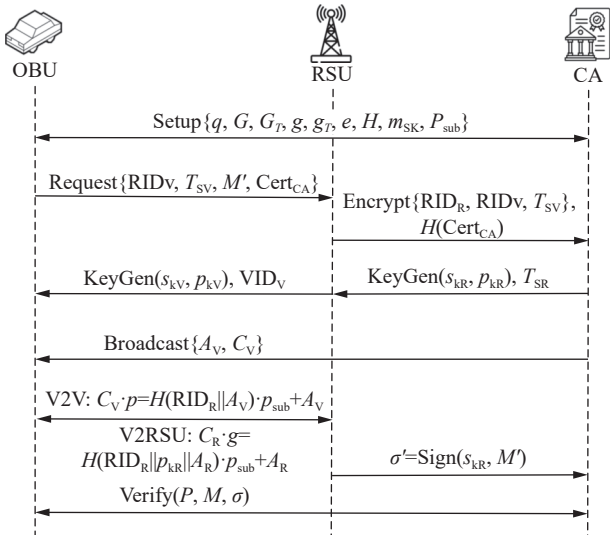 OBU
RSU
CA
Setup{q, G, G_T, g, g_T, e, H, m_SK, P_sub}
Request{RIDv, T_SV, M′, Cert_CA}
Encrypt{RID_R, RIDv, T_SV},
H(Cert_CA)
KeyGen(s_kV, p_kV), VID_V
KeyGen(s_kR, p_kR), T_SR
Broadcast{A_V, C_V}
V2V: C_V·p=H(RID_R||A_V)·p_sub+A_V
V2RSU: C_R·g=
H(RID_R||p_kR||A_R)·p_sub+A_R
σ′=Sign(s_kR, M′)
Verify(P, M, σ)